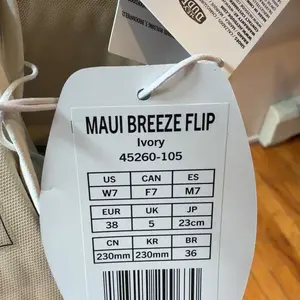 MAUI BREEZE FLIP
Ivory
45260-105
US CAN ES
W7 F7 M7
EUR UK JP
38 5 23cm
CN KR BR
230mm 230mm 36